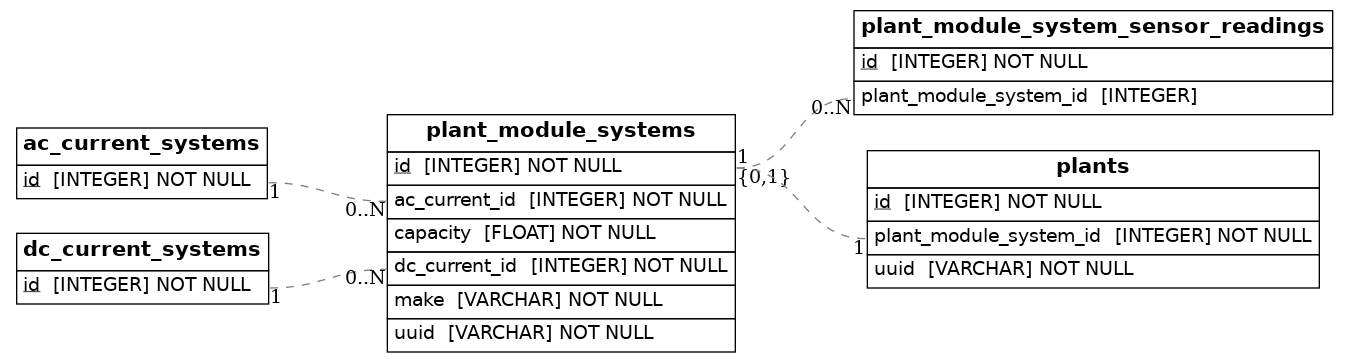 plant_module_system_sensor_readings
id [INTEGER] NOT NULL
plant_module_system_id [INTEGER]
ac_current_systems
id [INTEGER] NOT NULL
dc_current_systems
id [INTEGER] NOT NULL
plant_module_systems
id [INTEGER] NOT NULL
ac_current_id [INTEGER] NOT NULL
capacity [FLOAT] NOT NULL
dc_current_id [INTEGER] NOT NULL
make [VARCHAR] NOT NULL
uuid [VARCHAR] NOT NULL
plants
id [INTEGER] NOT NULL
plant_module_system_id [INTEGER] NOT NULL
uuid [VARCHAR] NOT NULL
1
0..N
1
0..N
1
0..N
{0,1}
1